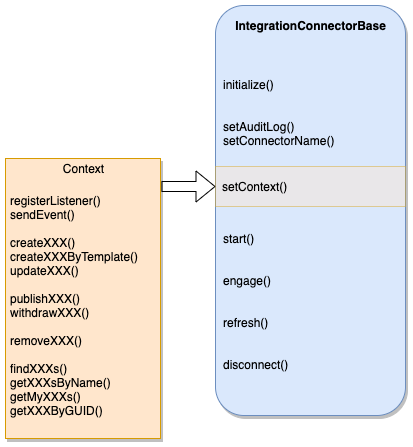 IntegrationConnectorBase
initialize()
setAuditLog()
setConnectorName()
setContext()
start()
engage()
refresh()
disconnect()
Context
registerListener()
sendEvent()
createXXX()
createXXXByTemplate()
updateXXX()
publishXXX()
withdrawXXX()
removeXXX()
findXXXs()
getXXXsByName()
getMyXXXs()
getXXXByGUID()